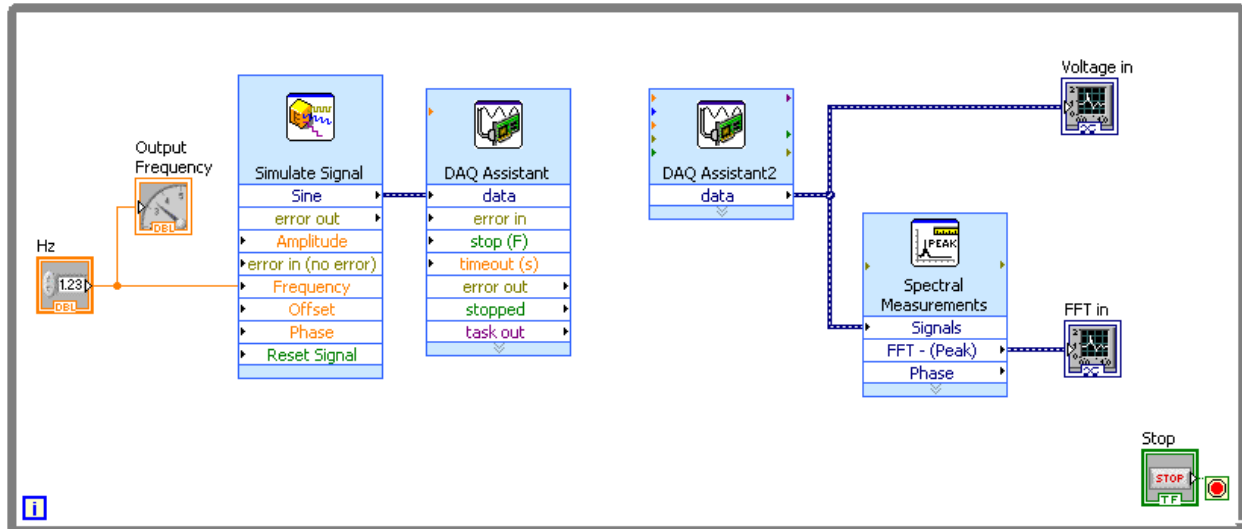 Voltage in
Output
Frequency
Simulate Signal
Sine
error out
Amplitude
error in (no error)
Frequency
Offset
Phase
Reset Signal
DAQ Assistant
data
error in
stop (F)
timeout (s)
error out
stopped
task out
DAQ Assistant2
data
DBL
Hz
1.23
DBL
PEAK
Spectral
Measurements
Signals
FFT - (Peak)
Phase
FFT in
Stop
STOP
TF
i